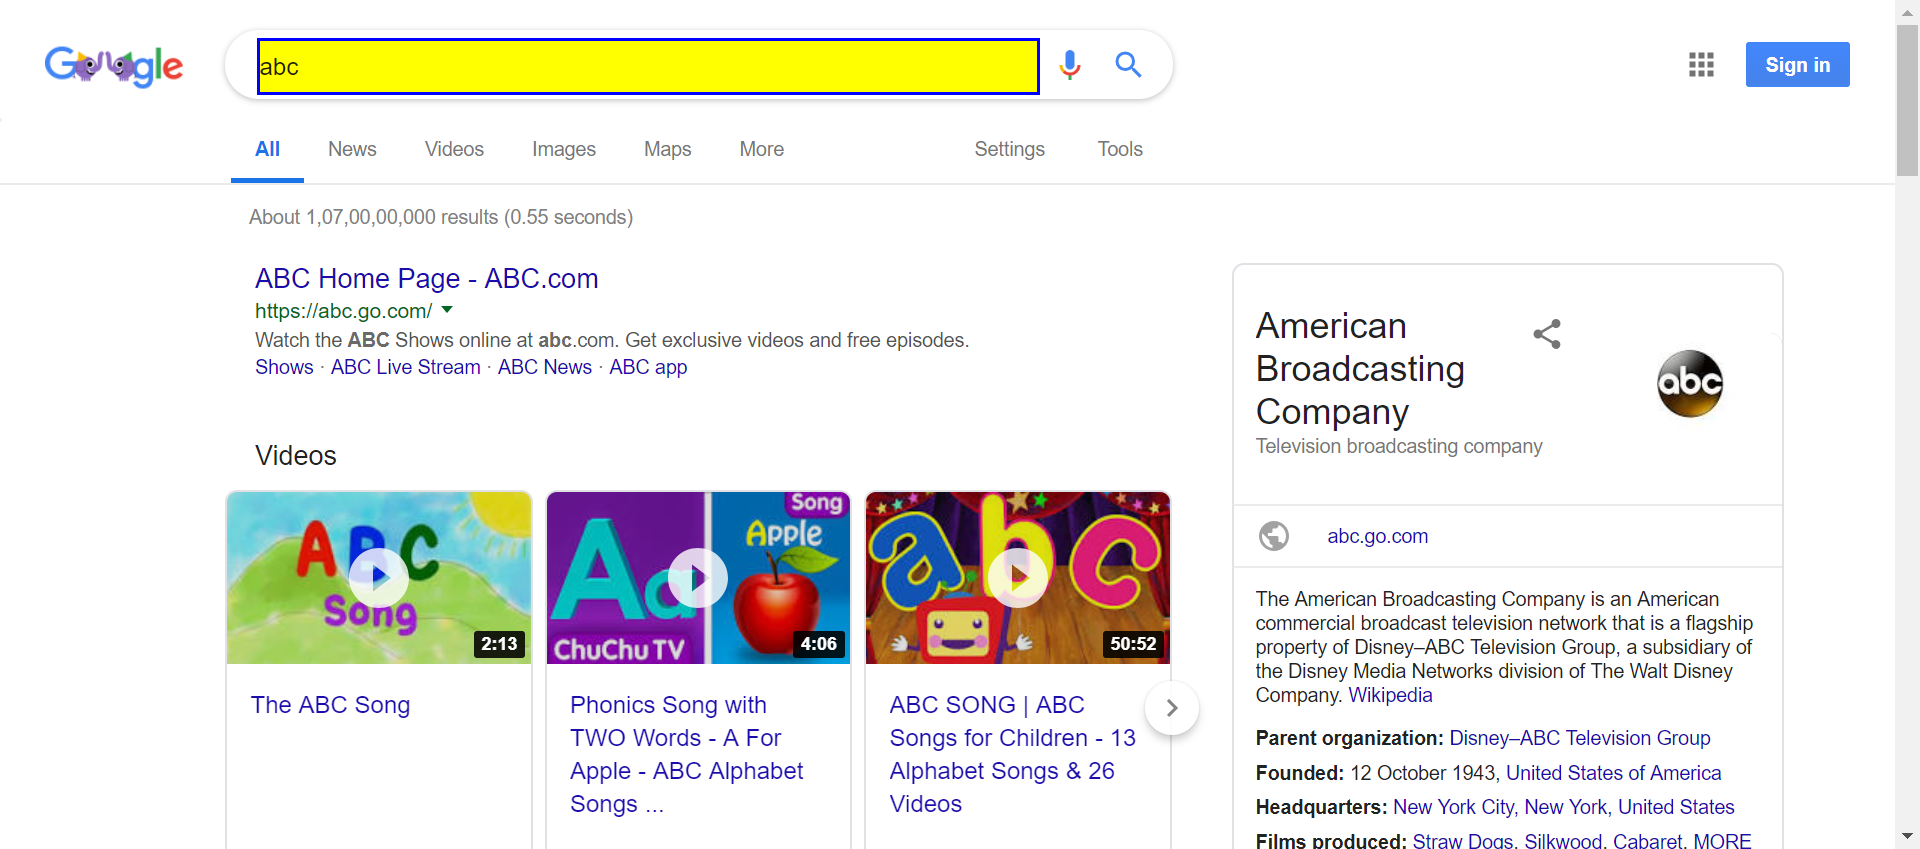 Google
abc
Sign in
All News Videos Images Maps More Settings Tools
About 1,07,00,00,000 results (0.55 seconds)
ABC Home Page - ABC.com
https://abc.go.com/
Watch the ABC Shows online at abc.com. Get exclusive videos and free episodes.
Shows · ABC Live Stream · ABC News · ABC app
Videos
ABC
Song
2:13
The ABC Song
Song
Apple
Aa
ChuChu TV
4:06
Phonics Song with
TWO Words - A For
Apple - ABC Alphabet
Songs ...
abc
50:52
ABC SONG | ABC
Songs for Children - 13
Alphabet Songs & 26
Videos
American
Broadcasting
Company
abc
Television broadcasting company
abc.go.com
The American Broadcasting Company is an American
commercial broadcast television network that is a flagship
property of Disney–ABC Television Group, a subsidiary of
the Disney Media Networks division of The Walt Disney
Company. Wikipedia
Parent organization: Disney–ABC Television Group
Founded: 12 October 1943, United States of America
Headquarters: New York City, New York, United States
Films produced: Straw Dogs, Silkwood, Cabaret, MORE